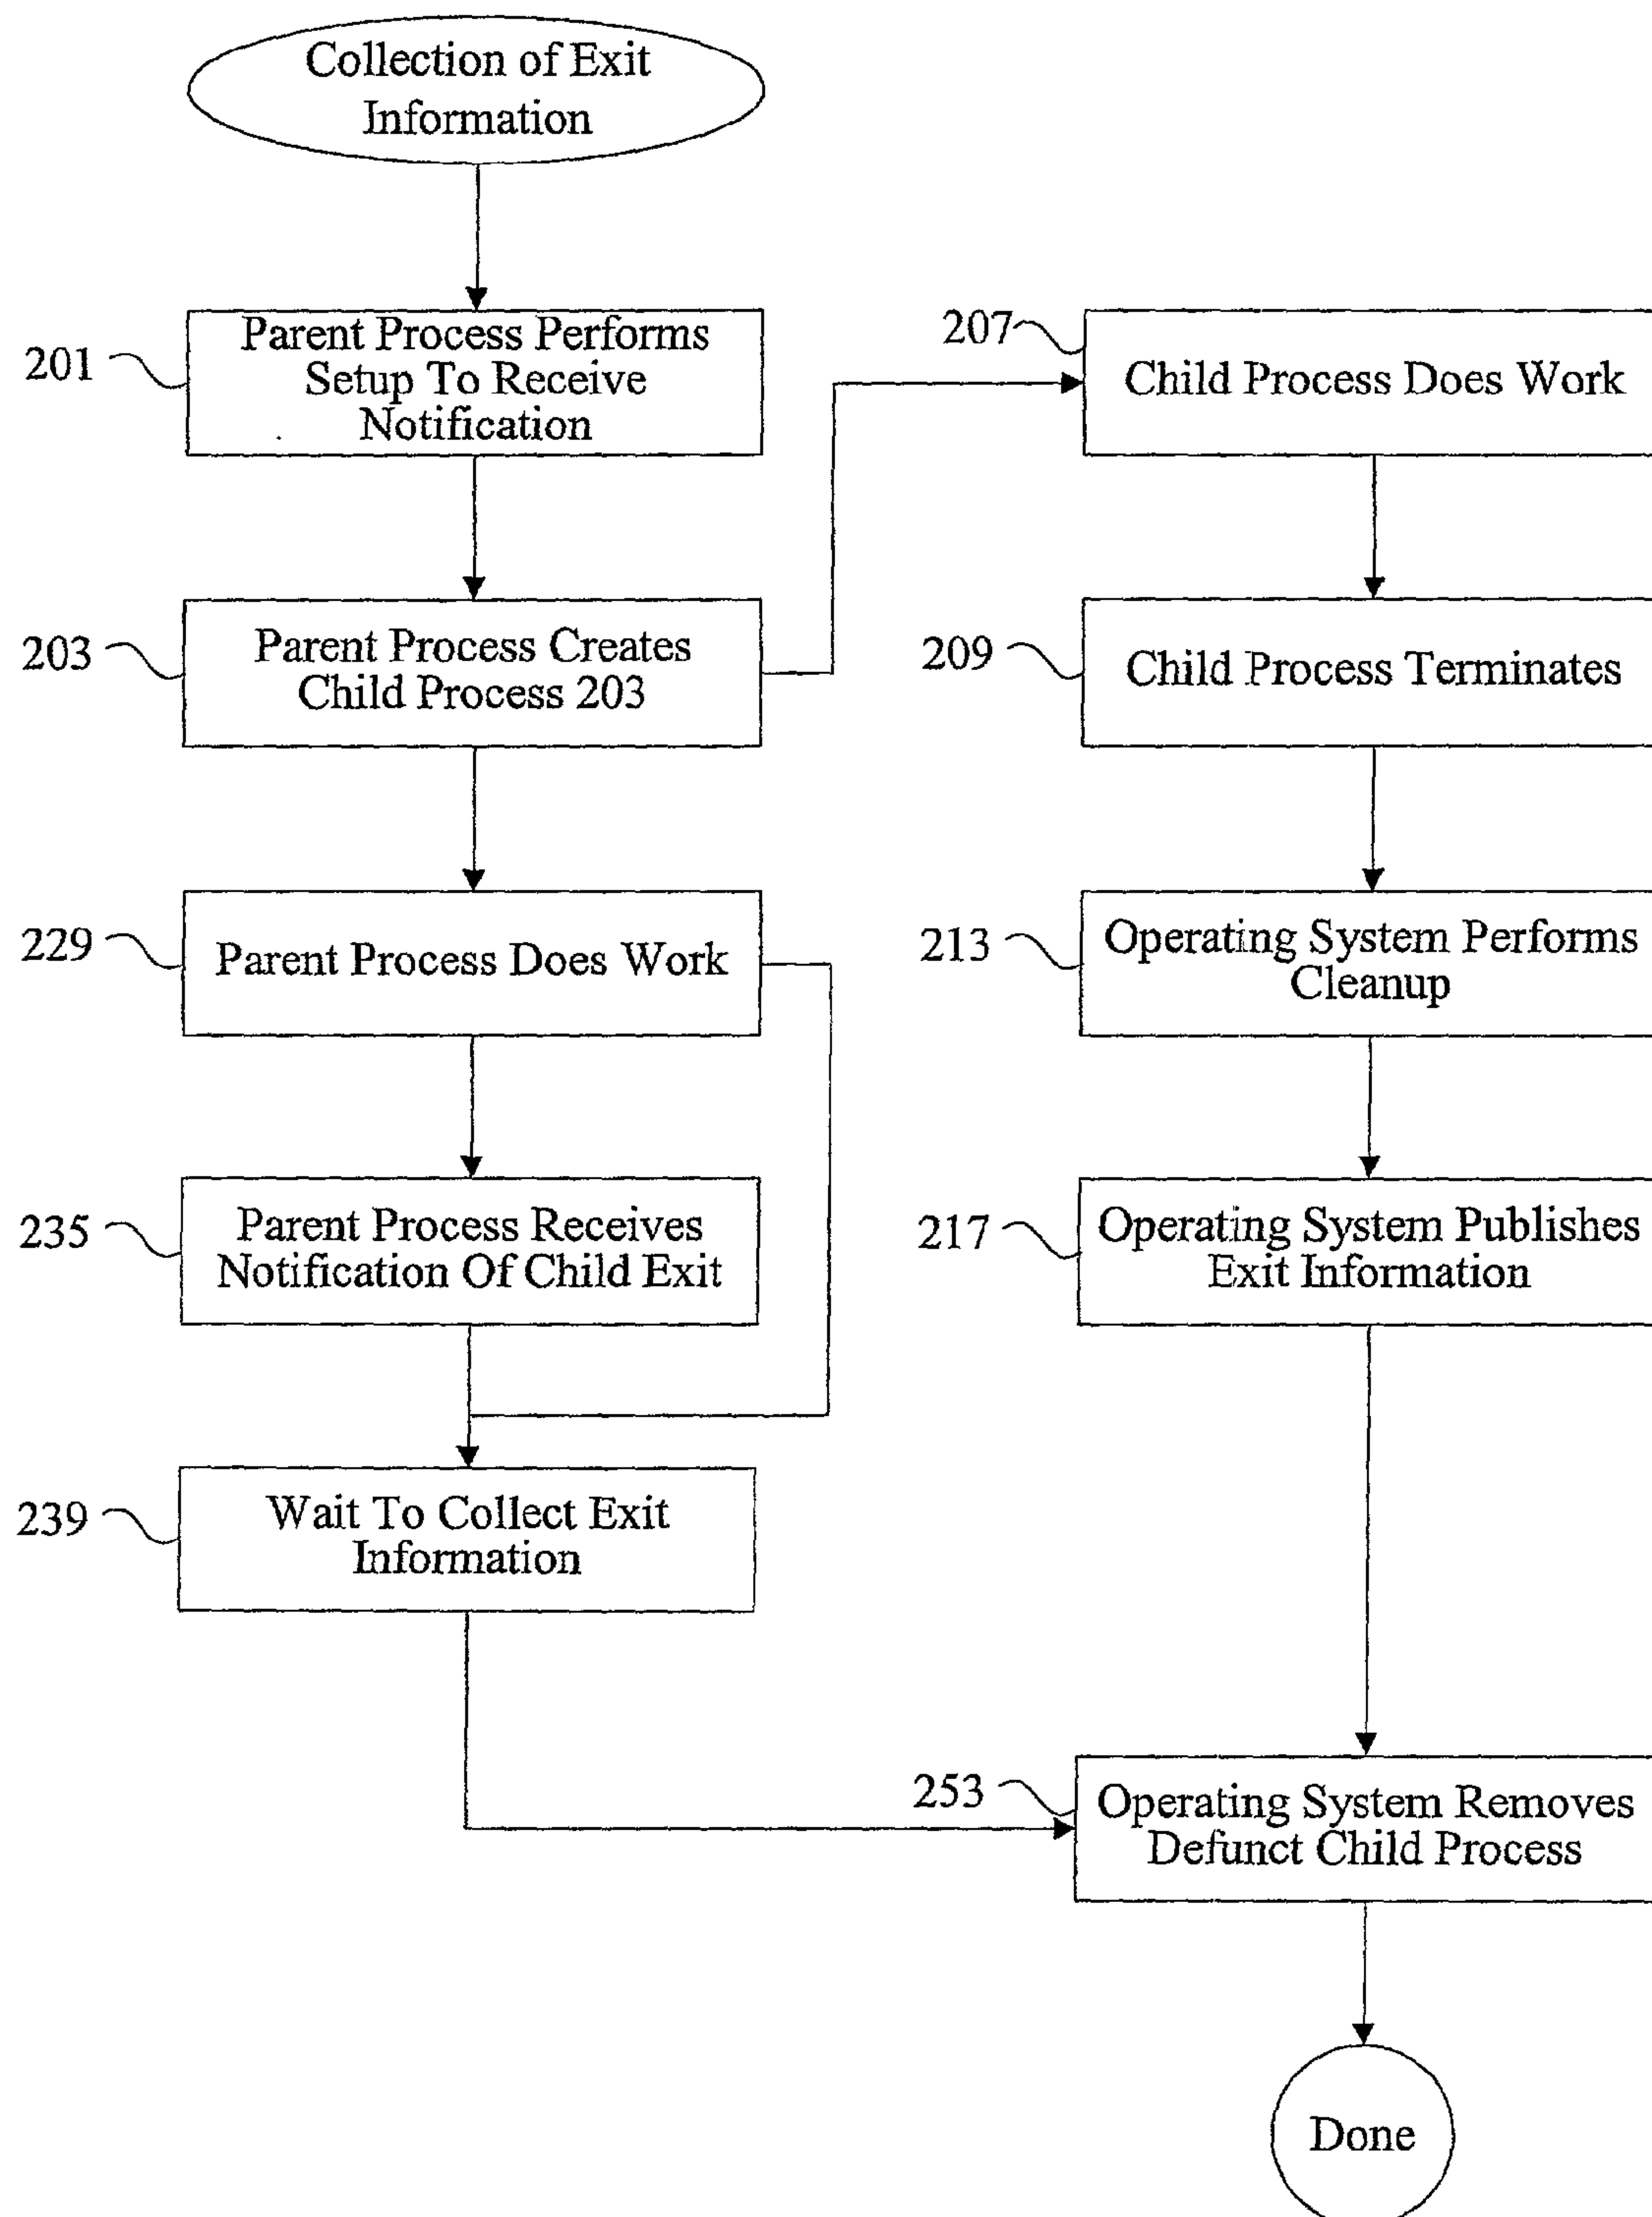 Collection of Exit
Information
201
Parent Process Performs
Setup To Receive
Notification
203
Parent Process Creates
Child Process 203
229
Parent Process Does Work
235
Parent Process Receives
Notification Of Child Exit
239
Wait To Collect Exit
Information
207
Child Process Does Work
209
Child Process Terminates
213
Operating System Performs
Cleanup
217
Operating System Publishes
Exit Information
253
Operating System Removes
Defunct Child Process
Done